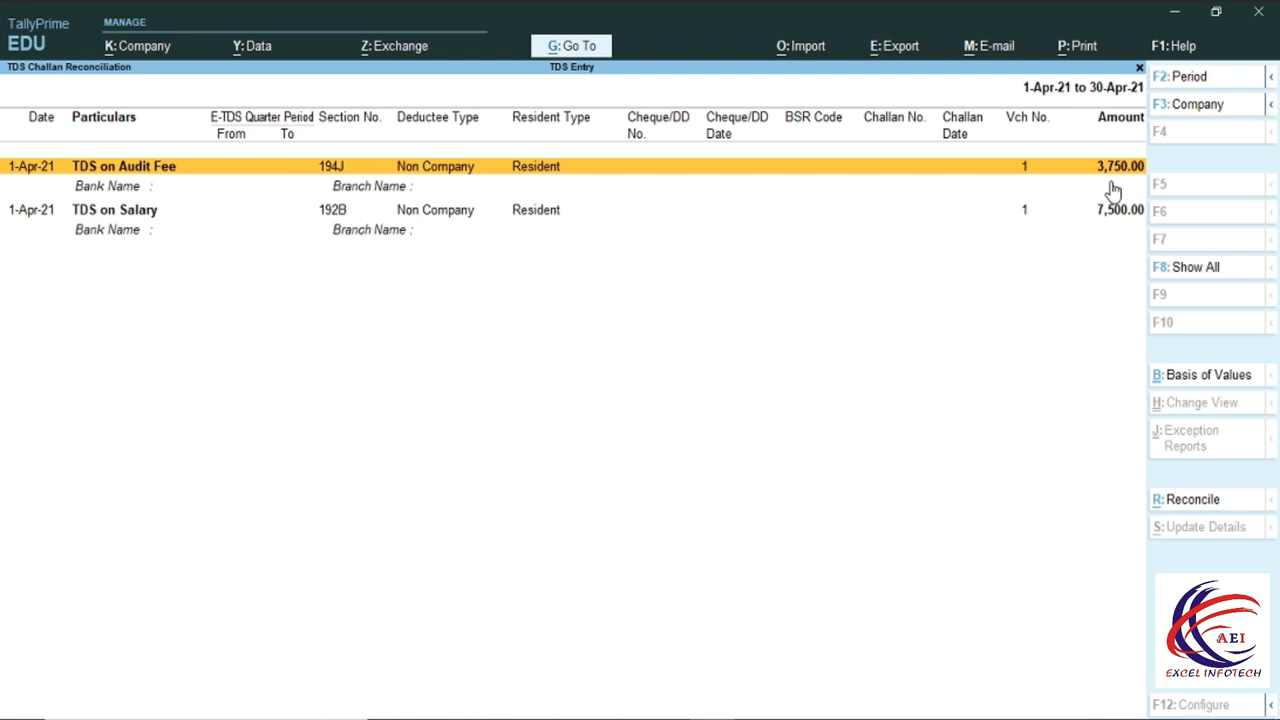 TallyPrime
EDU
MANAGE
K: Company Y: Data Z: Exchange G: Go To O: Import E: Export M: E-mail P: Print F1: Help
TDS Challan Reconciliation TDS Entry x
1-Apr-21 to 30-Apr-21
Date Particulars E-TDS Quarter Period Section No. Deductee Type Resident Type Cheque/DD Cheque/DD BSR Code Challan No. Challan Vch No. Amount
From To No. Date Date
1-Apr-21 TDS on Audit Fee 194J Non Company Resident 1 3,750.00
Bank Name : Branch Name :
1-Apr-21 TDS on Salary 192B Non Company Resident 1 7,500.00
Bank Name : Branch Name :
F2: Period
F3: Company
F4
F5
F6
F7
F8: Show All
F9
F10
B: Basis of Values
H: Change View
J: Exception
Reports
R: Reconcile
S: Update Details
AEI
EXCEL INFOTECH
F12: Configure